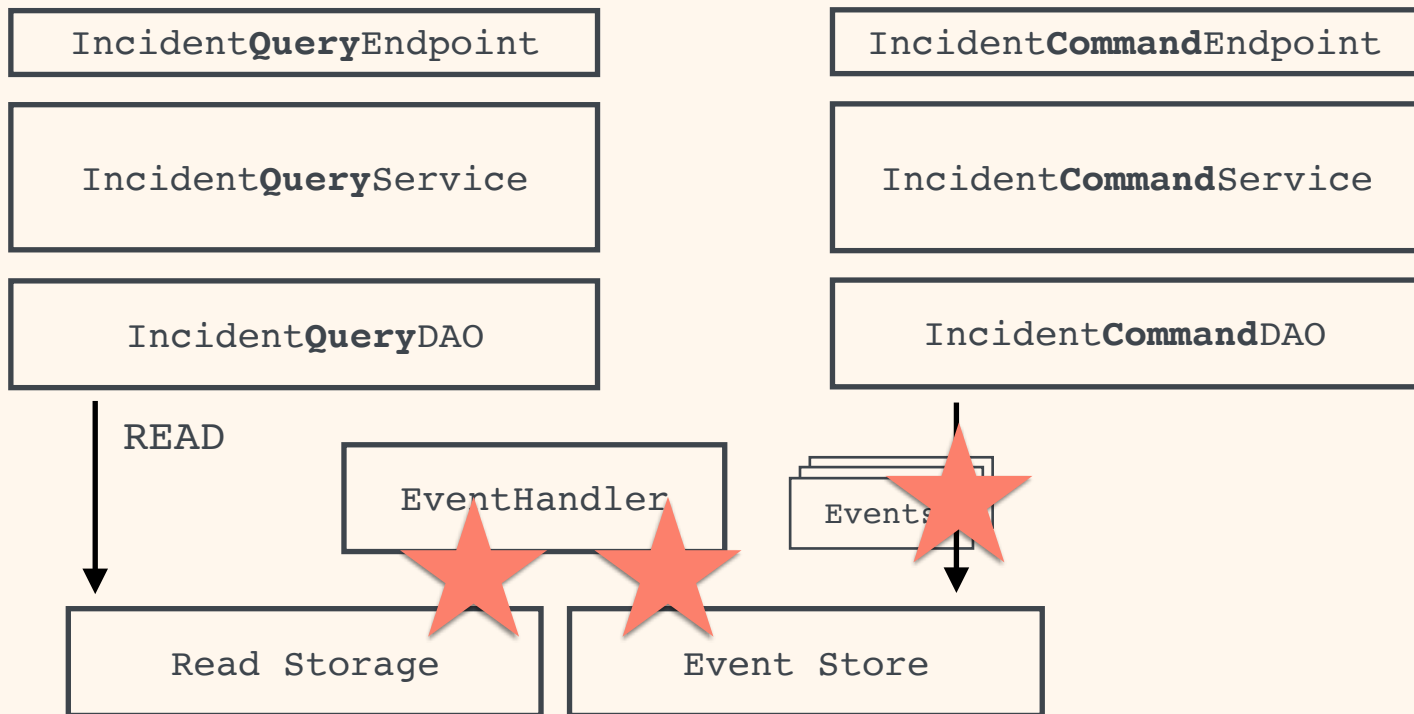 IncidentQueryEndpoint
IncidentQueryService
IncidentQueryDAO
READ
EventHandler
Read Storage
IncidentCommandEndpoint
IncidentCommandService
IncidentCommandDAO
Events
Event Store